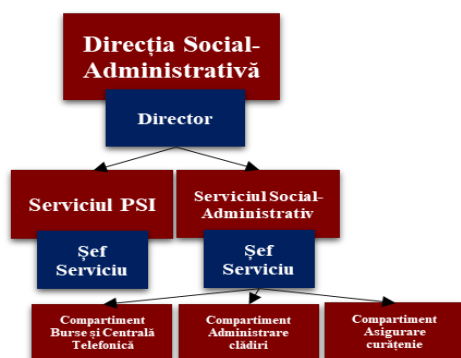 Direcția Social-
Administrativă
Director
Serviciul PSI
Șef
Serviciu
Serviciul Social-
Administrativ
Șef
Serviciu
Compartiment
Burse și Centrală
Telefonică
Compartiment
Administrare
clădiri
Compartiment
Asigurare
curățenie